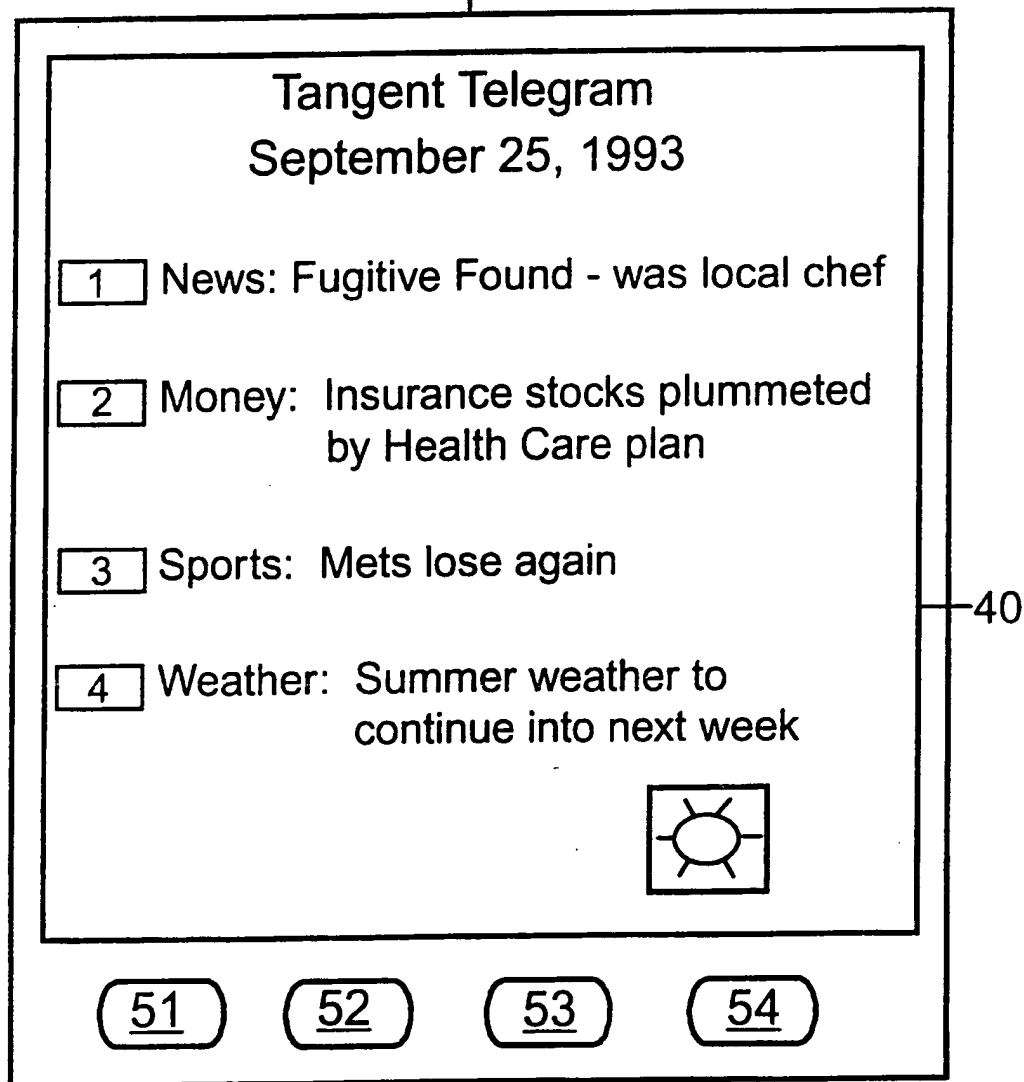 Tangent Telegram
September 25, 1993
1 News: Fugitive Found - was local chef
2 Money: Insurance stocks plummeted
by Health Care plan
3 Sports: Mets lose again
40
4 Weather: Summer weather to
continue into next week
51 52 53 54